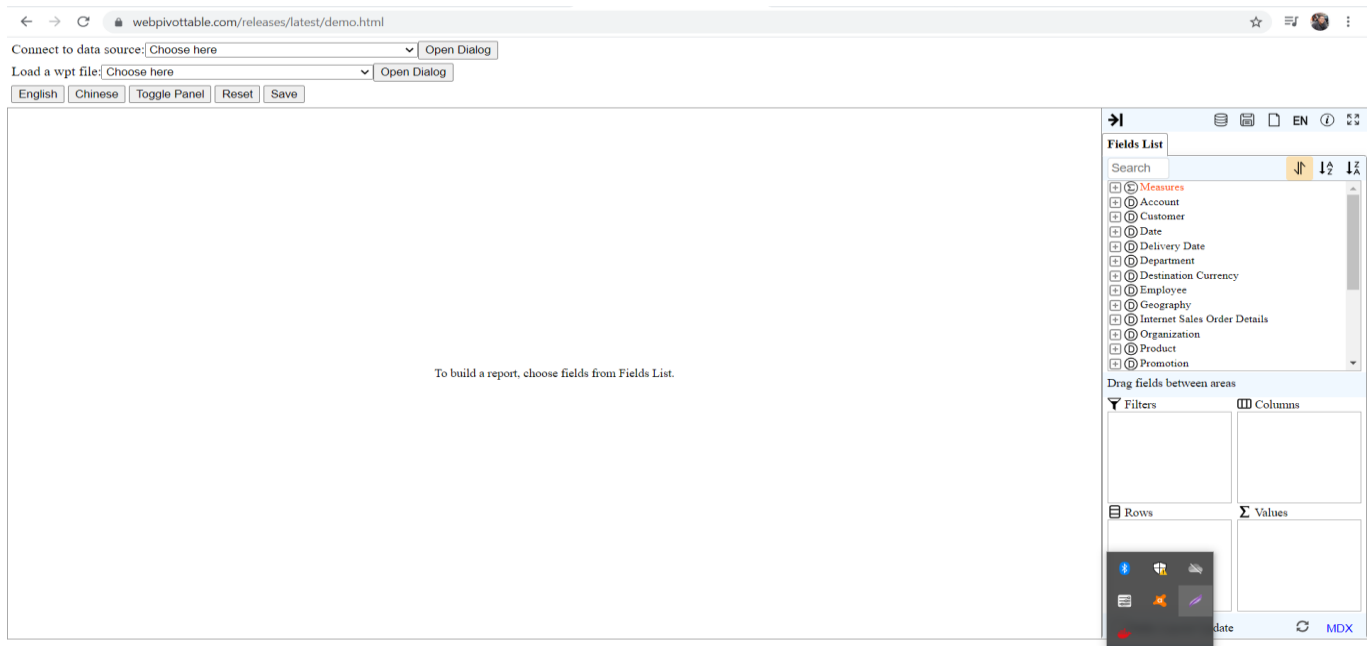 webpivottable.com/releases/latest/demo.html
Connect to data source: Choose here Open Dialog
Load a wpt file: Choose here Open Dialog
English Chinese Toggle Panel Reset Save
EN
Fields List
Search A Z Z A
Measures
Account
Customer
Date
Delivery Date
Department
Destination Currency
Employee
Geography
Internet Sales Order Details
Organization
Product
Promotion
To build a report, choose fields from Fields List.
Drag fields between areas
Filters Columns
Rows Σ Values
date MDX